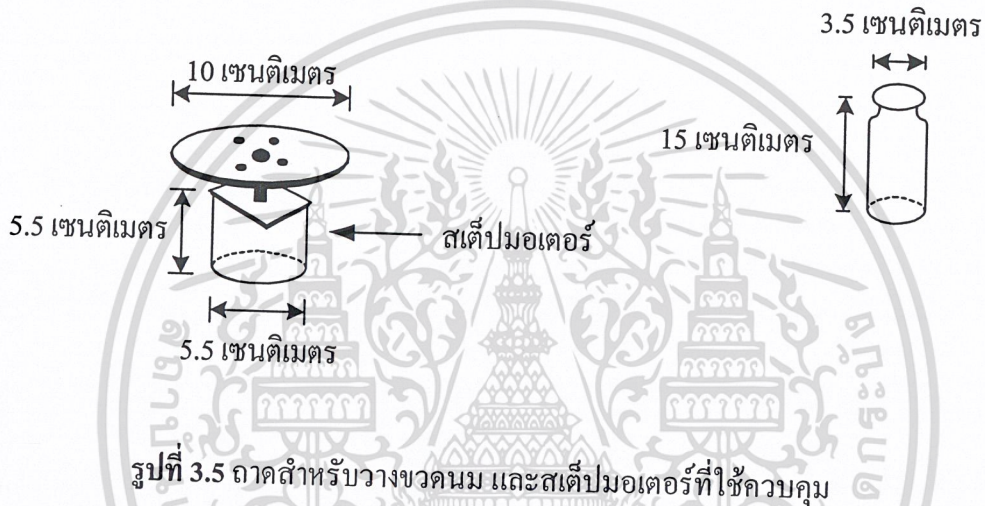 3.5 เซนติเมตร
10 เซนติเมตร
15 เซนติเมตร
5.5 เซนติเมตร
สเต็ปมอเตอร์
5.5 เซนติเมตร
รูปที่ 3.5 ถาดสำหรับวางขวดนม และสเต็ปมอเตอร์ที่ใช้ควบคุม